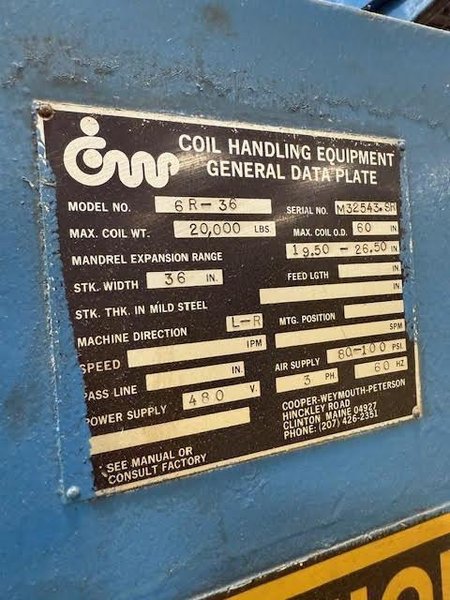 CWP COIL HANDLING EQUIPMENT
GENERAL DATA PLATE
MODEL NO. 6R-36 SERIAL NO. M32543-SM
MAX. COIL WT. 20,000 LBS. MAX. COIL O.D. 60 IN
MANDREL EXPANSION RANGE 19.50 - 26.50 IN
STK. WIDTH 36 IN. FEED LGTH IN
STK. THK. IN MILD STEEL IN
MACHINE DIRECTION L-R MTG. POSITION
SPEED IPM SPM
PASS LINE IN. AIR SUPPLY 80-100 PSI.
POWER SUPPLY 480 V. 3 PH. 60 HZ
COOPER-WEYMOUTH-PETERSON
HINCKLEY ROAD
CLINTON, MAINE 04927
PHONE: (207) 426-2351
SEE MANUAL OR
CONSULT FACTORY